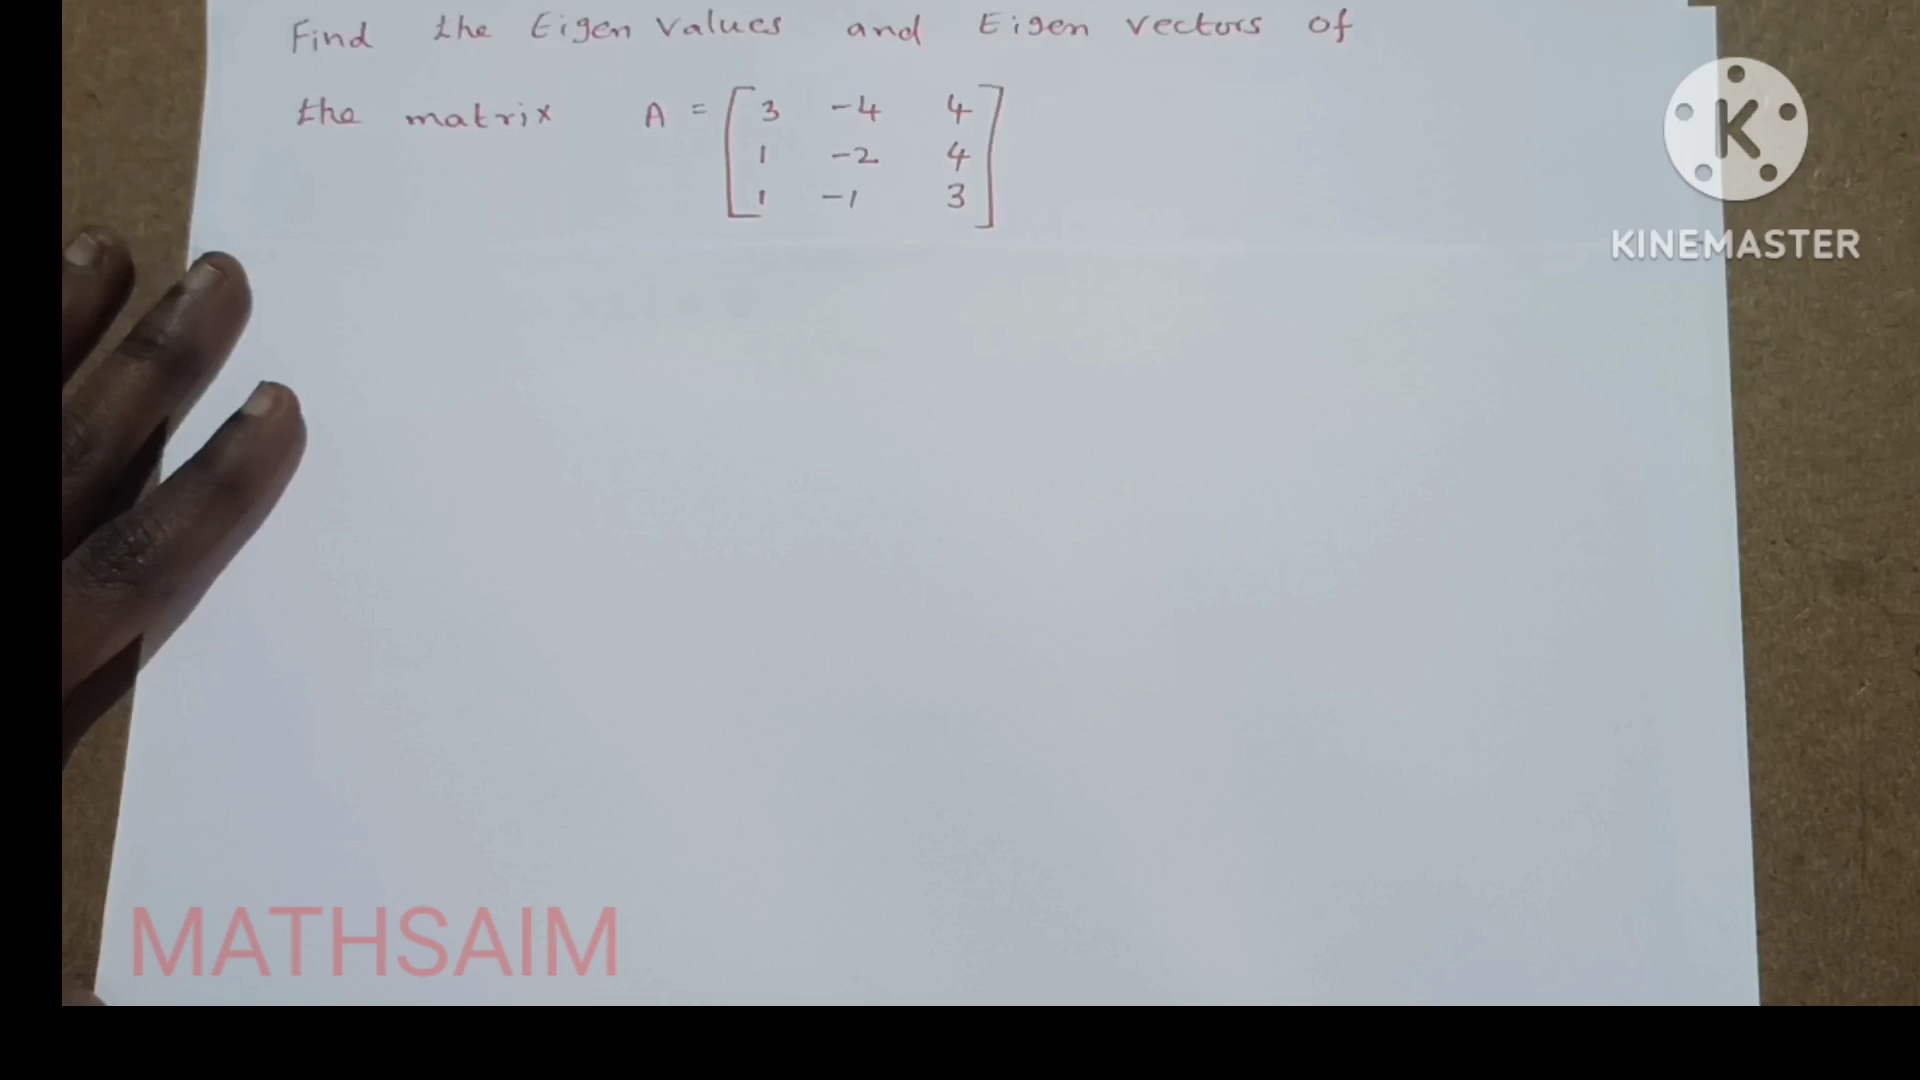 Find the Eigen Values and Eigen vectors of
the matrix A = [3 -4 4
1 -2 4
1 -1 3]
KINEMASTER
MATHSAIM